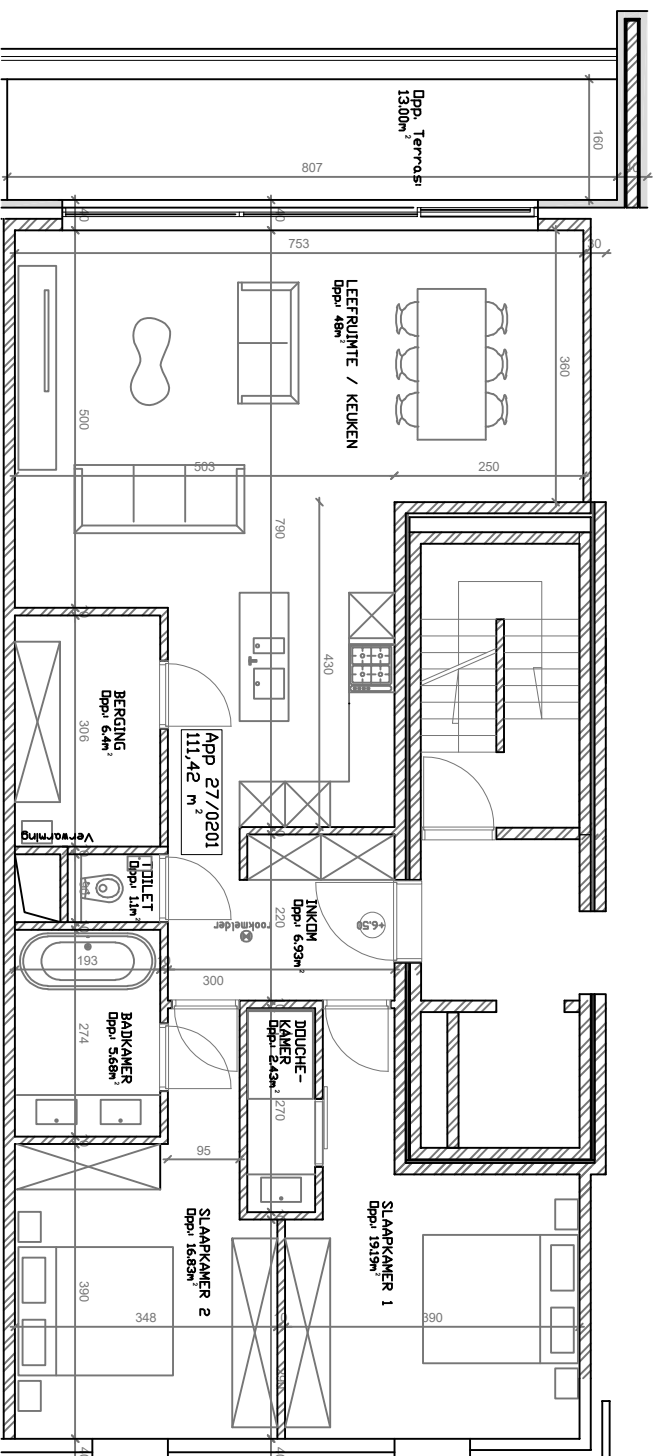 Opp. Terras:
13.00m²
160
807
40
40
753
30
LEEFRUIMTE / KEUKEN
Opp.: 48m²
360
500
503
250
790
430
BERGING
Opp.: 6.4m²
306
App 27/0201
111,42 m²
Verwarming
TOILET
Opp.: 1.1m²
INKOM
Opp.: 6.93m²
+6.50
220
rookmelder
193
300
BADKAMER
Opp.: 5.68m²
274
DOUCHE-
KAMER
Opp.: 2.43m²
270
95
SLAAPKAMER 2
Opp.: 16.83m²
SLAAPKAMER 1
Opp.: 19.19m²
390
348
390